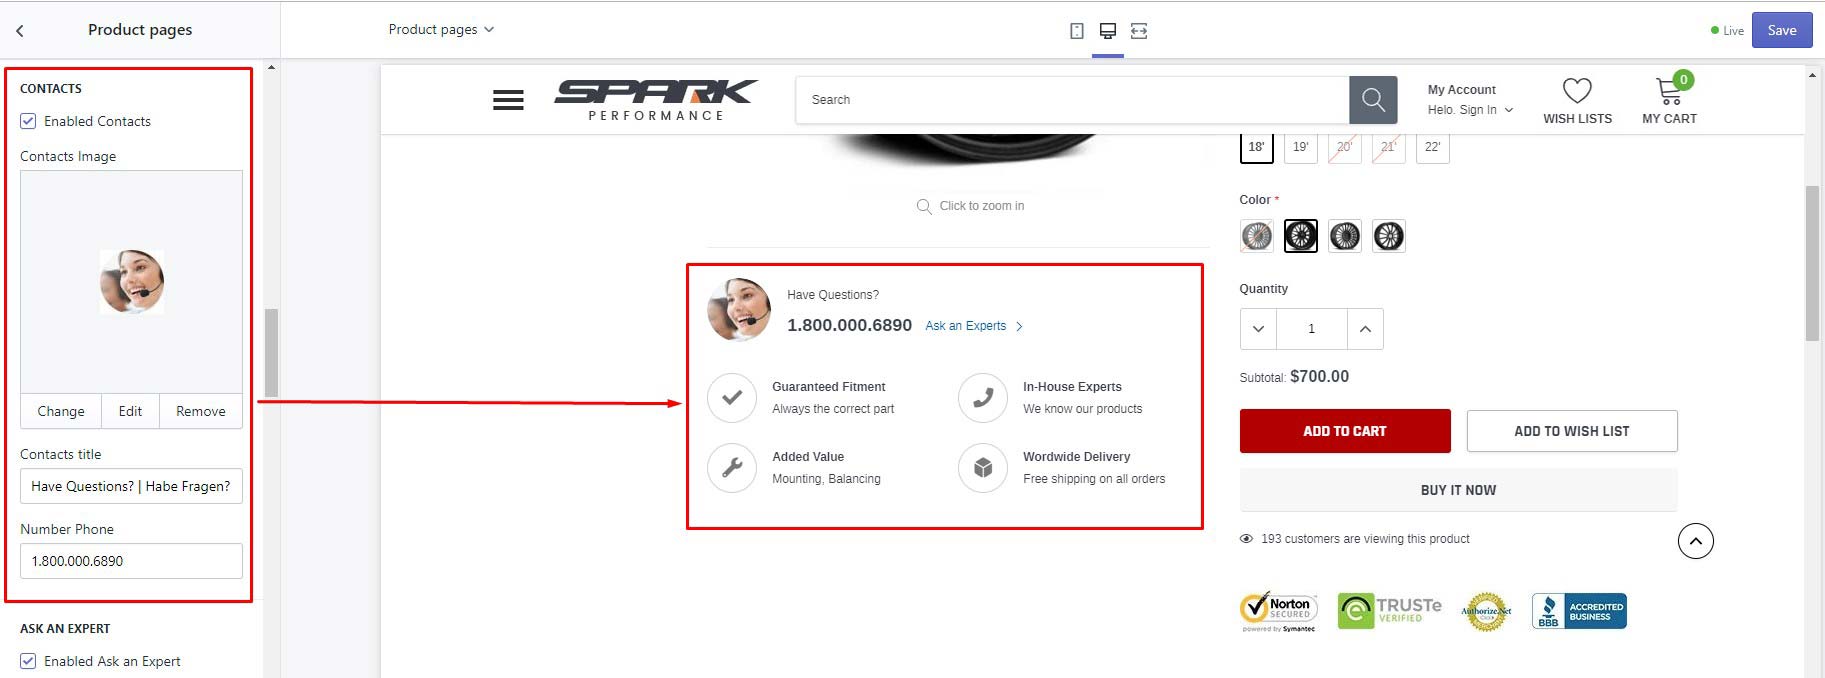 Product pages
Product pages
Live
Save
CONTACTS
Enabled Contacts
Contacts Image
Change
Edit
Remove
Contacts title
Have Questions? | Habe Fragen?
Number Phone
1.800.000.6890
ASK AN EXPERT
Enabled Ask an Expert
SPARK
PERFORMANCE
Search
My Account
Helo. Sign In
WISH LISTS
0
MY CART
Click to zoom in
Have Questions?
1.800.000.6890 Ask an Experts
Guaranteed Fitment
Always the correct part
In-House Experts
We know our products
Added Value
Mounting, Balancing
Wordwide Delivery
Free shipping on all orders
18' 19' 20' 21' 22'
Color *
Quantity
1
Subtotal: $700.00
ADD TO CART
ADD TO WISH LIST
BUY IT NOW
193 customers are viewing this product
Norton
SECURED
powered by Symantec
TRUSTe
VERIFIED
Authorize.Net
Click
BBB
ACCREDITED
BUSINESS